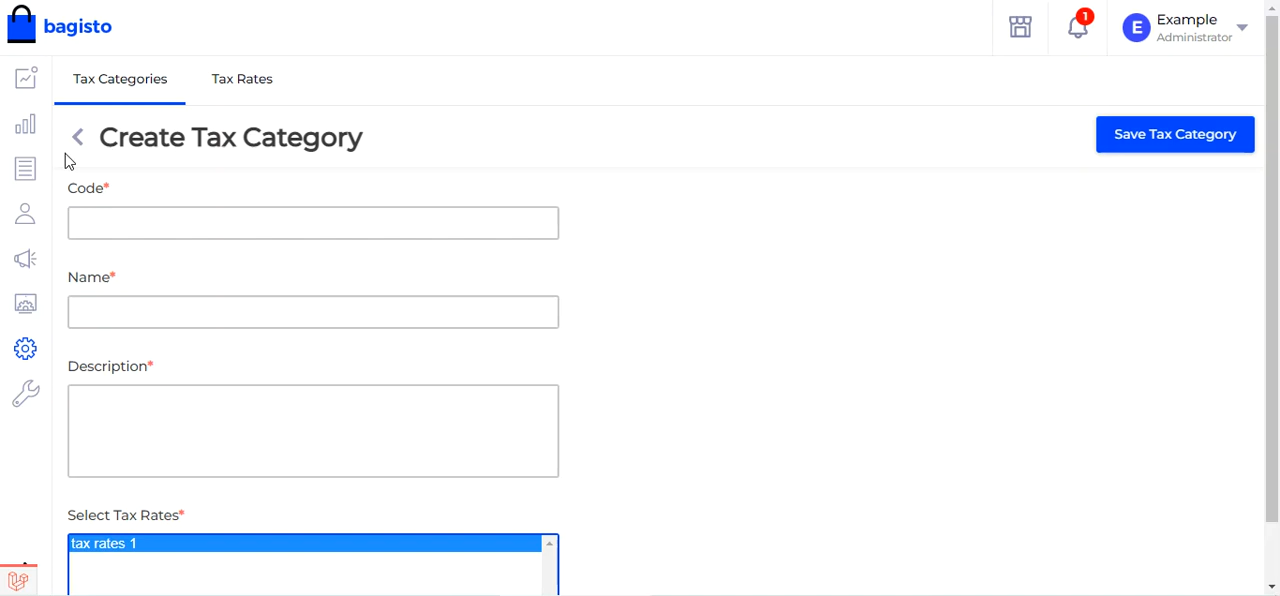 bagisto
1
E
Example
Administrator
Tax Categories
Tax Rates
Create Tax Category
Save Tax Category
Code*
Name*
Description*
Select Tax Rates*
tax rates 1